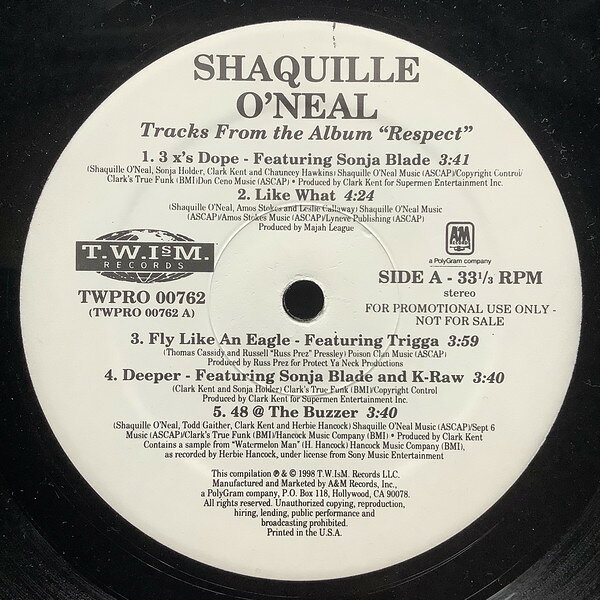 SHAQUILLE
O'NEAL
Tracks From the Album "Respect"
1. 3 x's Dope - Featuring Sonja Blade 3:41
(Shaquille O'Neal, Sonja Holder, Clark Kent and Chauncey Hawkins) Shaquille O'Neal Music (ASCAP)/Copyright Control/
Clark's True Funk (BMI)/Don Ceno Music (ASCAP) • Produced by Clark Kent for Supermen Entertainment Inc.
2. Like What 4:24
(Shaquille O'Neal, Amos Stokes and Leslie Callaway) Shaquille O'Neal Music
(ASCAP)/Amos Stokes Music (ASCAP)/Lyneve Publishing (ASCAP)
Produced by Majah League
T.W.IsM.
RECORDS
TWPRO 00762
(TWPRO 00762 A)
A&M
RECORDS
a PolyGram company
SIDE A - 33 1/3 RPM
stereo
FOR PROMOTIONAL USE ONLY -
NOT FOR SALE
3. Fly Like An Eagle - Featuring Trigga 3:59
(Thomas Cassidy and Russell "Russ Prez" Pressley) Poison Clan Music (ASCAP)
Produced by Russ Prez for Protect Ya Neck Productions
4. Deeper - Featuring Sonja Blade and K-Raw 3:40
(Clark Kent and Sonja Holder) Clark's True Funk (BMI)/Copyright Control
Produced by Clark Kent for Supermen Entertainment Inc.
5. 48 @ The Buzzer 3:40
(Shaquille O'Neal, Todd Gaither, Clark Kent and Herbie Hancock) Shaquille O'Neal Music (ASCAP)/Sept 6
Music (ASCAP)/Clark's True Funk (BMI)/Hancock Music Company (BMI) • Produced by Clark Kent
Contains a sample from "Watermelon Man" (H. Hancock) Hancock Music Company (BMI),
as recorded by Herbie Hancock, under license from Sony Music Entertainment
This compilation ℗ & © 1998 T.W.IsM. Records LLC.
Manufactured and Marketed by A&M Records, Inc.,
a PolyGram company, P.O. Box 118, Hollywood, CA 90078.
All rights reserved. Unauthorized copying, reproduction,
hiring, lending, public performance and
broadcasting prohibited.
Printed in the U.S.A.